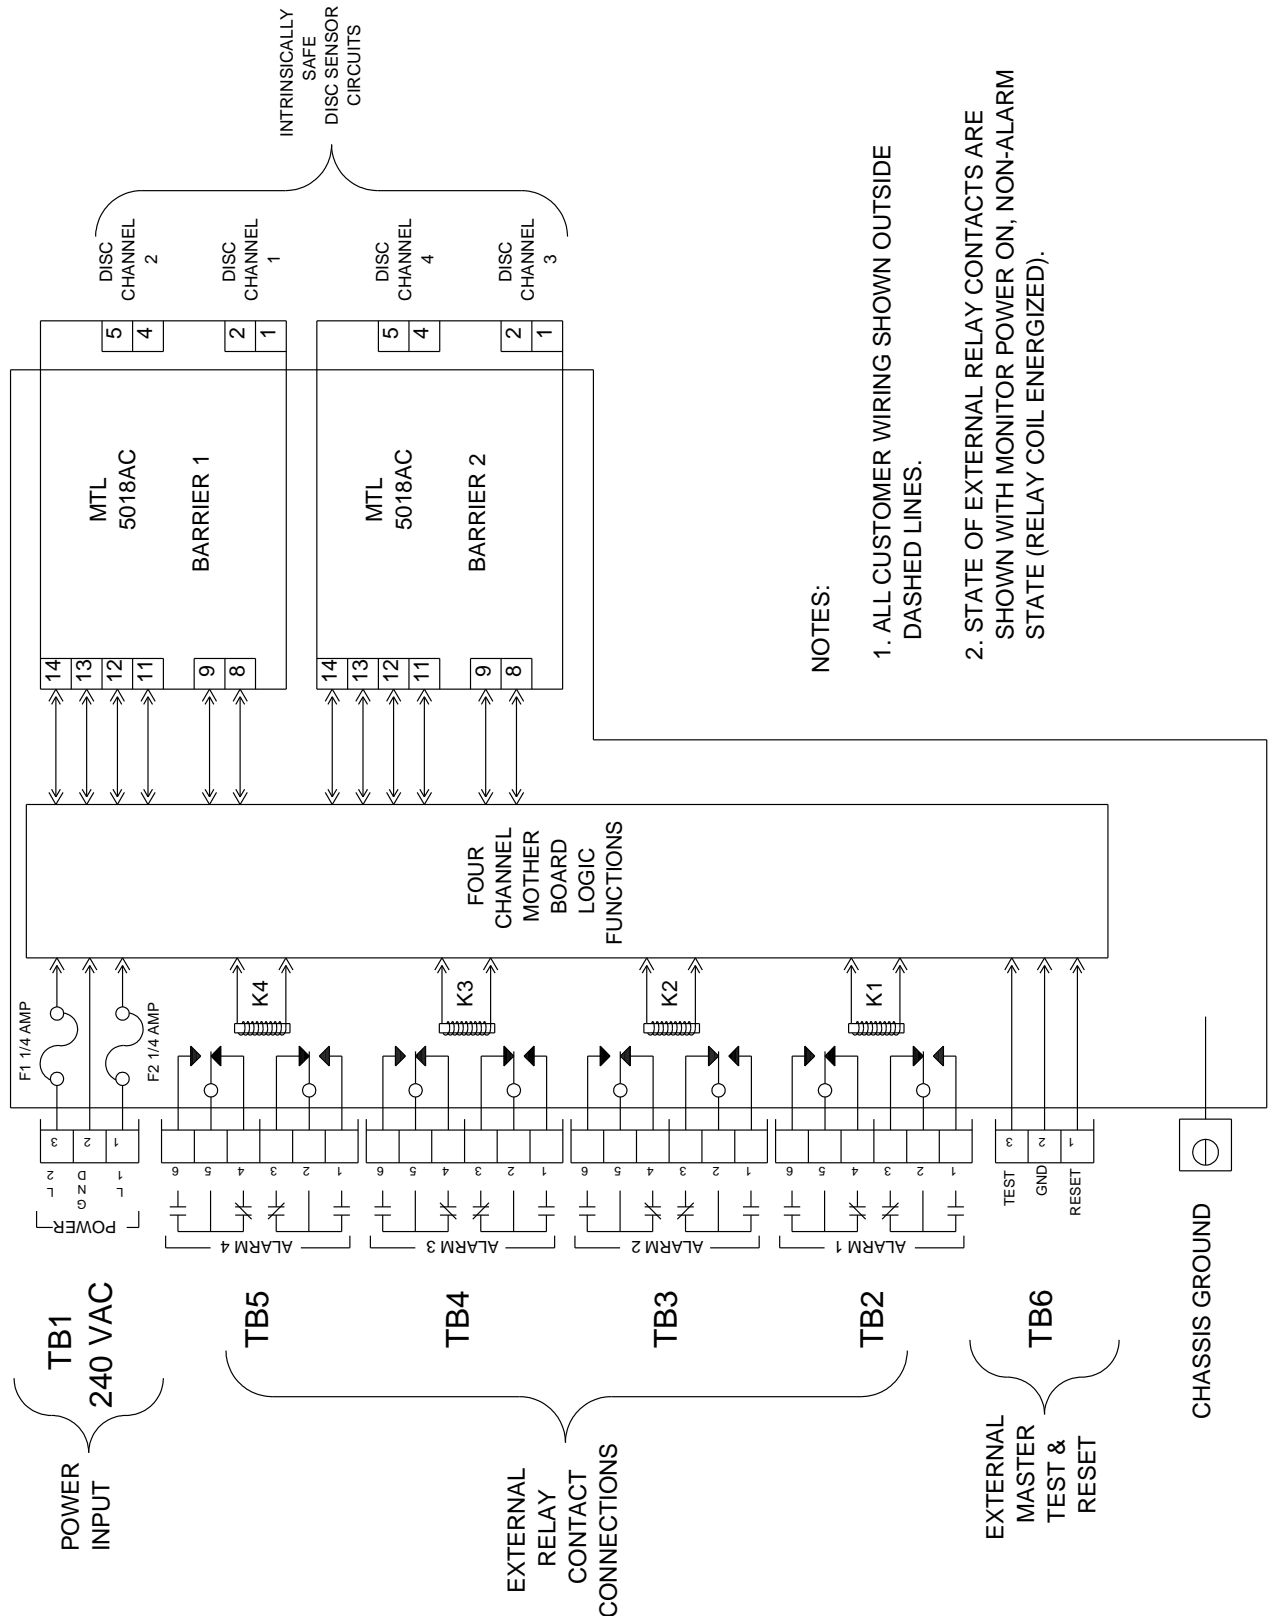 POWER
INPUT
TB1
240 VAC
POWER
L 2
G N D
L 1
3
2
1
F1 1/4 AMP
F2 1/4 AMP
EXTERNAL
RELAY
CONTACT
CONNECTIONS
TB5
ALARM 4
6
5
4
3
2
1
K4
TB4
ALARM 3
6
5
4
3
2
1
K3
TB3
ALARM 2
6
5
4
3
2
1
K2
TB2
ALARM 1
6
5
4
3
2
1
K1
EXTERNAL
MASTER
TEST &
RESET
TB6
TEST
GND
RESET
3
2
1
CHASSIS GROUND
FOUR
CHANNEL
MOTHER
BOARD
LOGIC
FUNCTIONS
14
13
12
11
9
8
MTL
5018AC
BARRIER 1
5
4
2
1
DISC
CHANNEL
2
DISC
CHANNEL
1
14
13
12
11
9
8
MTL
5018AC
BARRIER 2
5
4
2
1
DISC
CHANNEL
4
DISC
CHANNEL
3
INTRINSICALLY
SAFE
DISC SENSOR
CIRCUITS
NOTES:
1. ALL CUSTOMER WIRING SHOWN OUTSIDE
DASHED LINES.
2. STATE OF EXTERNAL RELAY CONTACTS ARE
SHOWN WITH MONITOR POWER ON, NON-ALARM
STATE (RELAY COIL ENERGIZED).